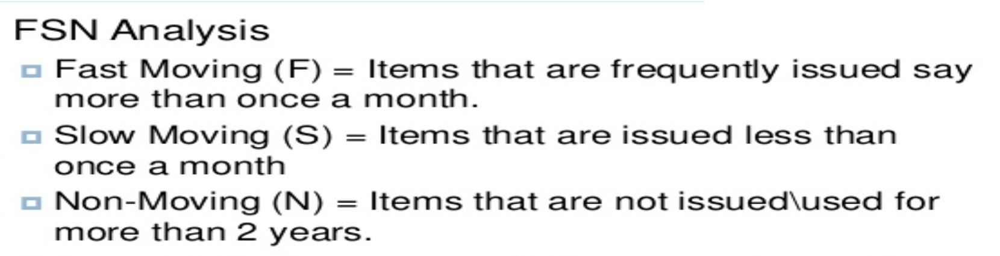 FSN Analysis
Fast Moving (F) = Items that are frequently issued say
more than once a month.
Slow Moving (S) = Items that are issued less than
once a month
Non-Moving (N) = Items that are not issued\used for
more than 2 years.